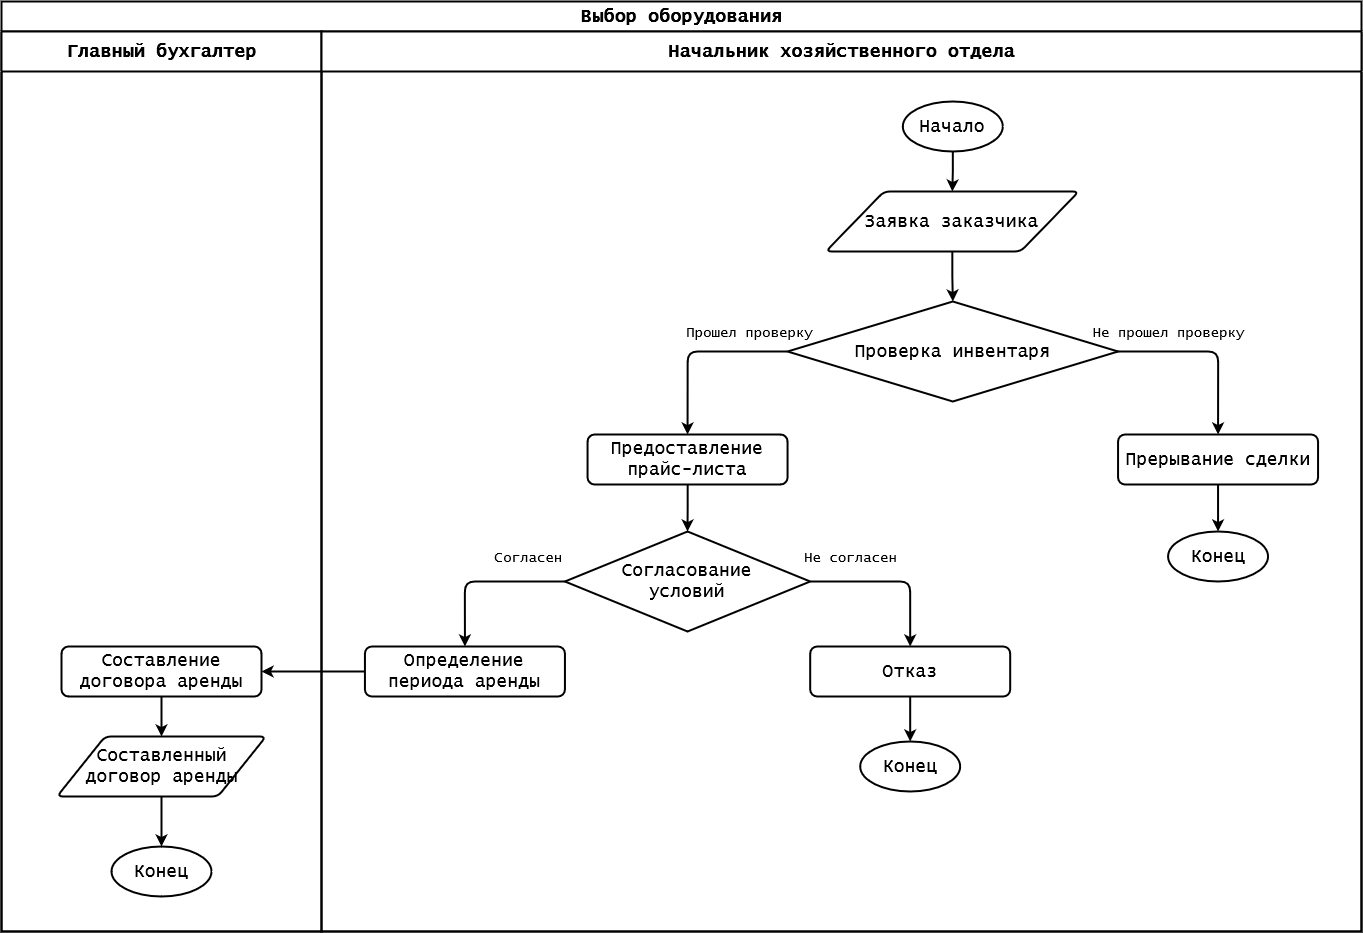 Выбор оборудования
Главный бухгалтер
Начальник хозяйственного отдела
Начало
Заявка заказчика
Прошел проверку
Не прошел проверку
Проверка инвентаря
Предоставление
прайс-листа
Прерывание сделки
Согласен
Не согласен
Согласование
условий
Конец
Составление
договора аренды
Определение
периода аренды
Отказ
Составленный
договор аренды
Конец
Конец